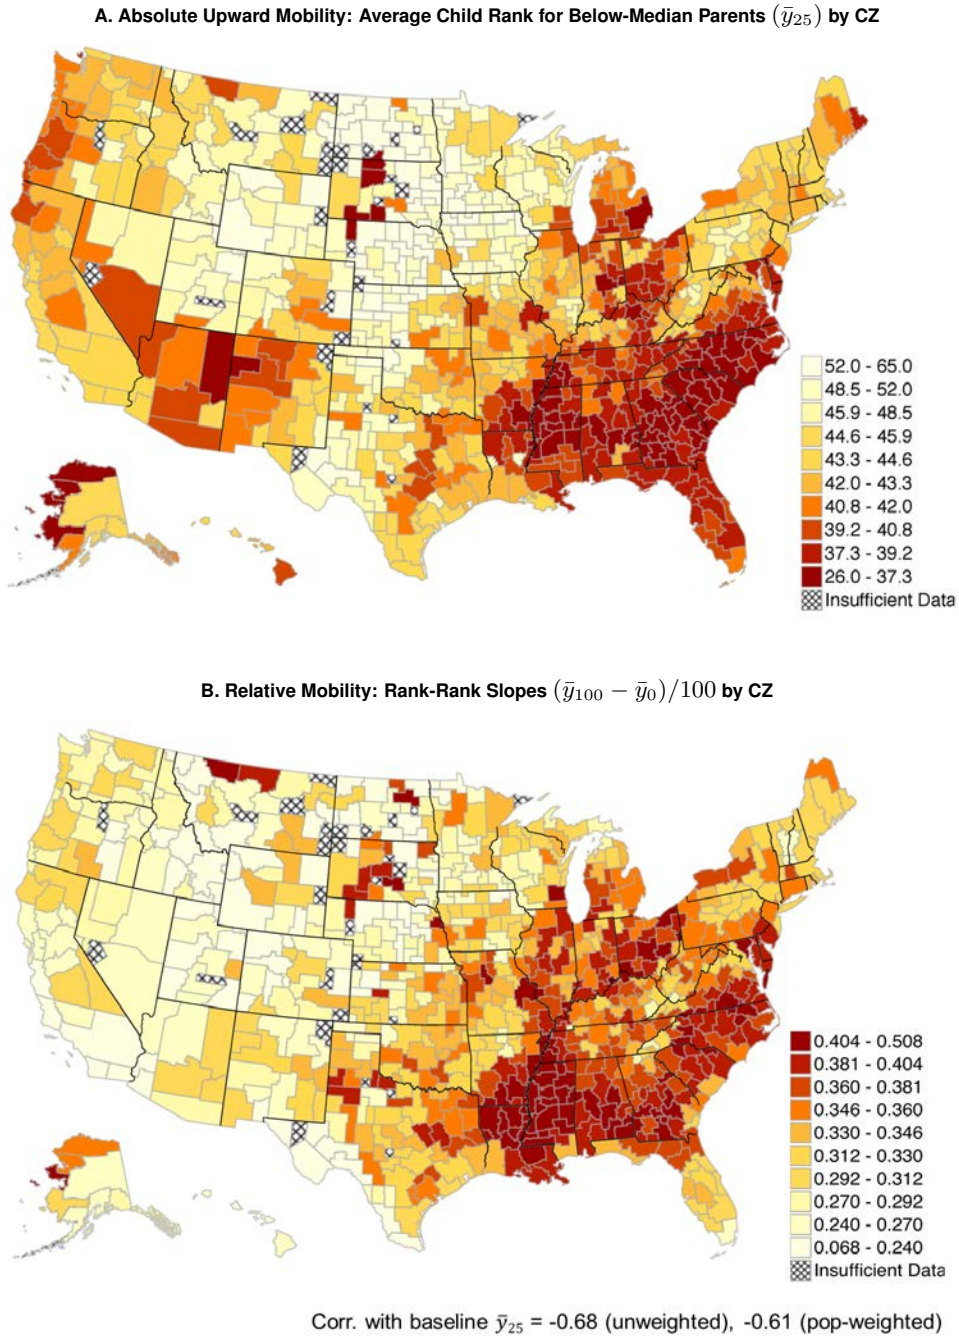 A. Absolute Upward Mobility: Average Child Rank for Below-Median Parents (ȳ₂₅) by CZ
52.0 - 65.0
48.5 - 52.0
45.9 - 48.5
44.6 - 45.9
43.3 - 44.6
42.0 - 43.3
40.8 - 42.0
39.2 - 40.8
37.3 - 39.2
26.0 - 37.3
Insufficient Data
B. Relative Mobility: Rank-Rank Slopes (ȳ₁₀₀ − ȳ₀)/100 by CZ
0.404 - 0.508
0.381 - 0.404
0.360 - 0.381
0.346 - 0.360
0.330 - 0.346
0.312 - 0.330
0.292 - 0.312
0.270 - 0.292
0.240 - 0.270
0.068 - 0.240
Insufficient Data
Corr. with baseline ȳ₂₅ = -0.68 (unweighted), -0.61 (pop-weighted)